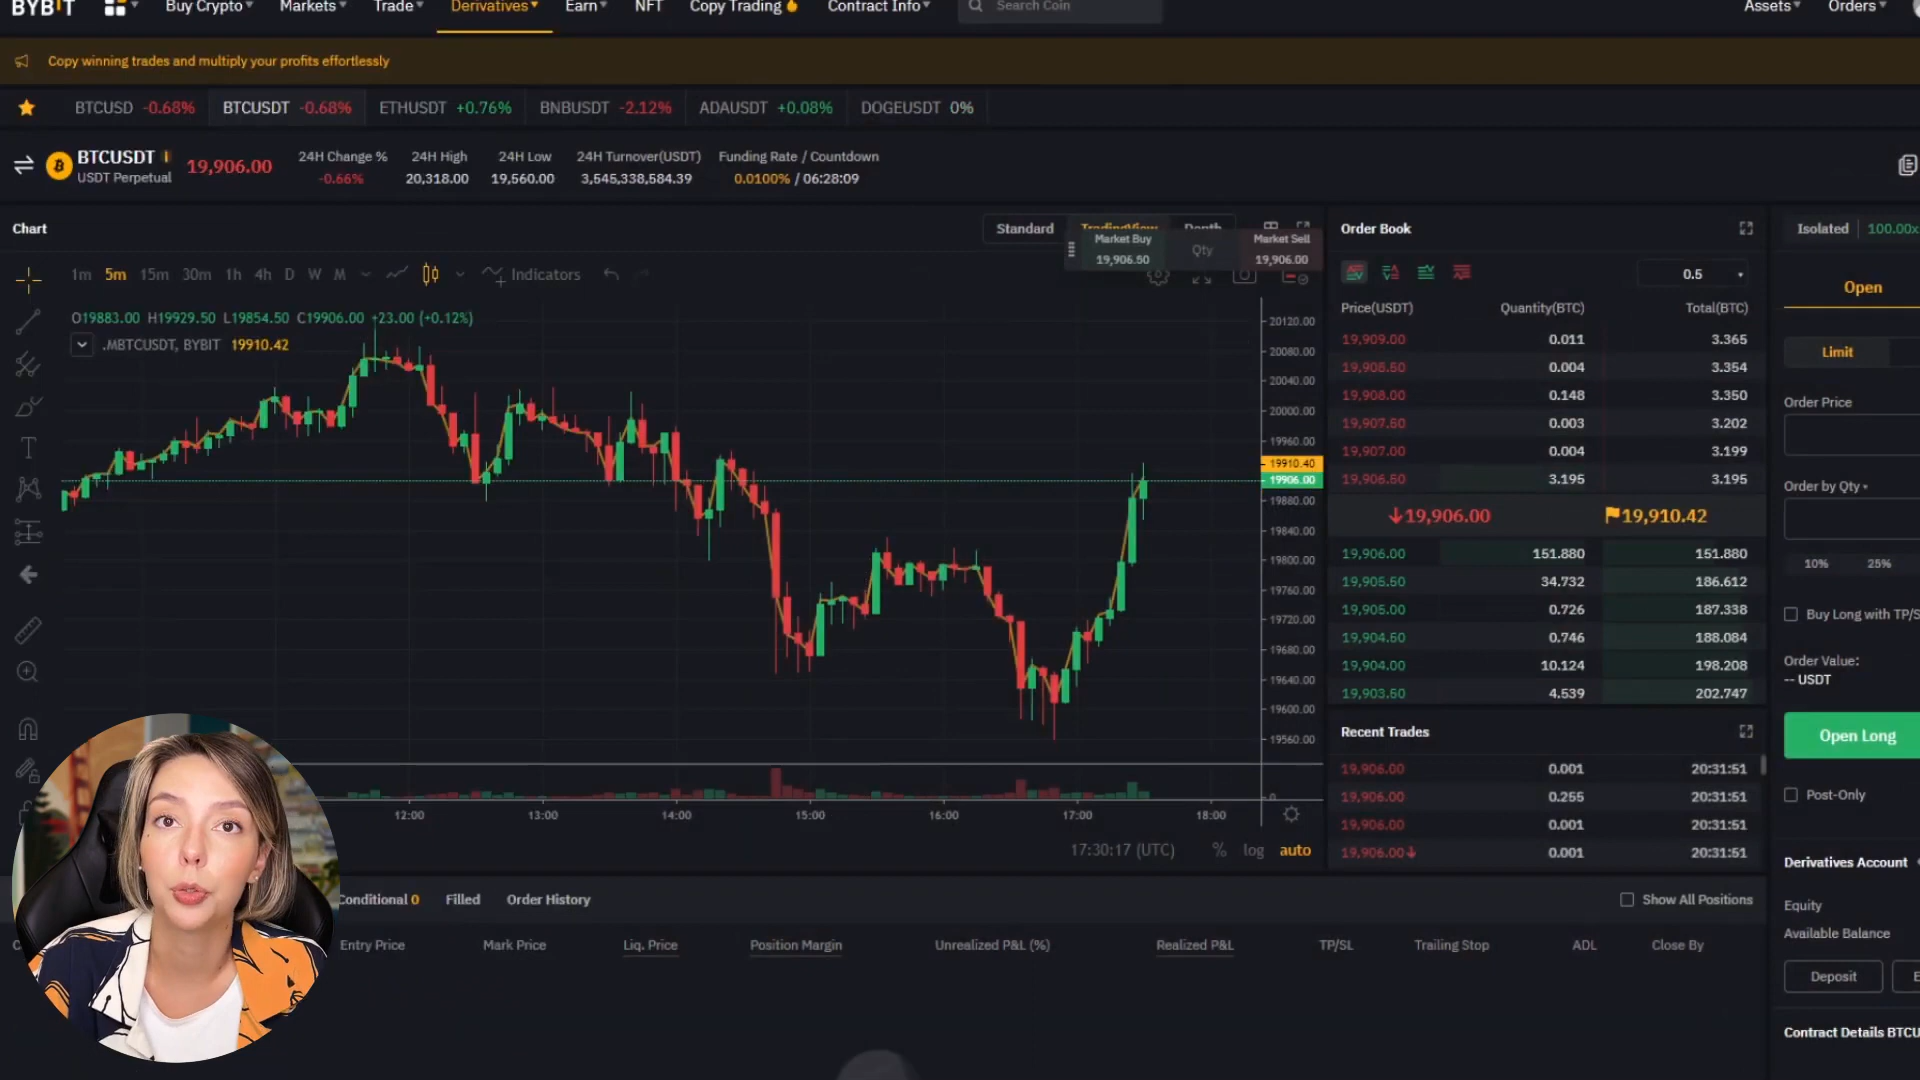 BYBIT Buy Crypto Markets Trade Derivatives Earn NFT Copy Trading Contract Info Search Coin Assets Orders
Copy winning trades and multiply your profits effortlessly
BTCUSD -0.68% BTCUSDT -0.68% ETHUSDT +0.76% BNBUSDT -2.12% ADAUSDT +0.08% DOGEUSDT 0%
BTCUSDT 19,906.00 24H Change % 24H High 24H Low 24H Turnover(USDT) Funding Rate / Countdown
USDT Perpetual -0.66% 20,318.00 19,560.00 3,545,338,584.39 0.0100% / 06:28:09
Chart Standard TradingView Depth
Market Buy Qty Market Sell
19,906.50 19,906.00
1m 5m 15m 30m 1h 4h D W M Indicators
O19883.00 H19929.50 L19854.50 C19906.00 +23.00 (+0.12%)
.MBTCUSDT, BYBIT 19910.42
20120.00
20080.00
20040.00
20000.00
19960.00
19910.40
19906.00
19880.00
19840.00
19800.00
19760.00
19720.00
19680.00
19640.00
19600.00
19560.00
0
12:00 13:00 14:00 15:00 16:00 17:00 18:00
17:30:17 (UTC) % log auto
Order Book
0.5
Price(USDT) Quantity(BTC) Total(BTC)
19,909.00 0.011 3.365
19,908.50 0.004 3.354
19,908.00 0.148 3.350
19,907.50 0.003 3.202
19,907.00 0.004 3.199
19,906.50 3.195 3.195
19,906.00 19,910.42
19,906.00 151.880 151.880
19,905.50 34.732 186.612
19,905.00 0.726 187.338
19,904.50 0.746 188.084
19,904.00 10.124 198.208
19,903.50 4.539 202.747
Recent Trades
19,906.00 0.001 20:31:51
19,906.00 0.255 20:31:51
19,906.00 0.001 20:31:51
19,906.00 0.001 20:31:51
Isolated 100.00x
Open
Limit
Order Price
Order by Qty
10% 25%
Buy Long with TP/S
Order Value:
-- USDT
Open Long
Post-Only
Derivatives Account
Equity
Available Balance
Deposit E
Contract Details BTCU
Conditional 0 Filled Order History Show All Positions
Entry Price Mark Price Liq. Price Position Margin Unrealized P&L (%) Realized P&L TP/SL Trailing Stop ADL Close By